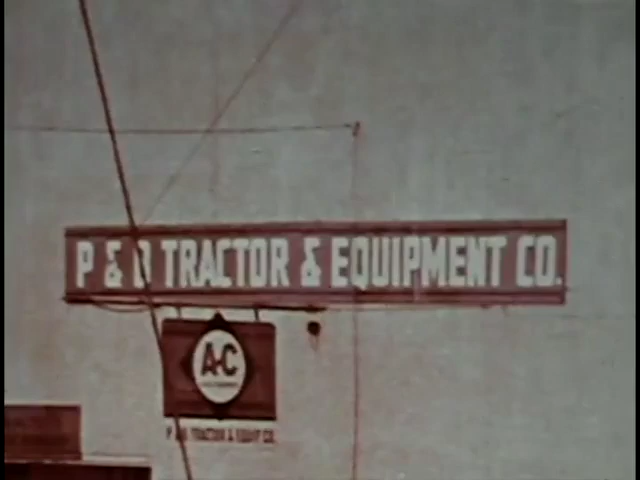 P & D TRACTOR & EQUIPMENT CO.
A-C
TRACTOR & EQUIP CO.